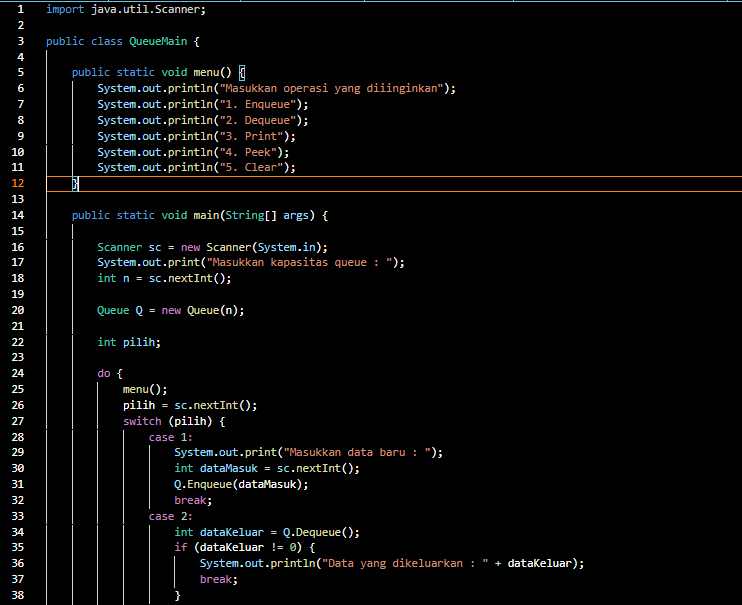 1 import java.util.Scanner;
2
3 public class QueueMain {
4
5 public static void menu() {
6 System.out.println("Masukkan operasi yang diiinginkan");
7 System.out.println("1. Enqueue");
8 System.out.println("2. Dequeue");
9 System.out.println("3. Print");
10 System.out.println("4. Peek");
11 System.out.println("5. Clear");
12 }
13
14 public static void main(String[] args) {
15
16 Scanner sc = new Scanner(System.in);
17 System.out.print("Masukkan kapasitas queue : ");
18 int n = sc.nextInt();
19
20 Queue Q = new Queue(n);
21
22 int pilih;
23
24 do {
25 menu();
26 pilih = sc.nextInt();
27 switch (pilih) {
28 case 1:
29 System.out.print("Masukkan data baru : ");
30 int dataMasuk = sc.nextInt();
31 Q.Enqueue(dataMasuk);
32 break;
33 case 2:
34 int dataKeluar = Q.Dequeue();
35 if (dataKeluar != 0) {
36 System.out.println("Data yang dikeluarkan : " + dataKeluar);
37 break;
38 }